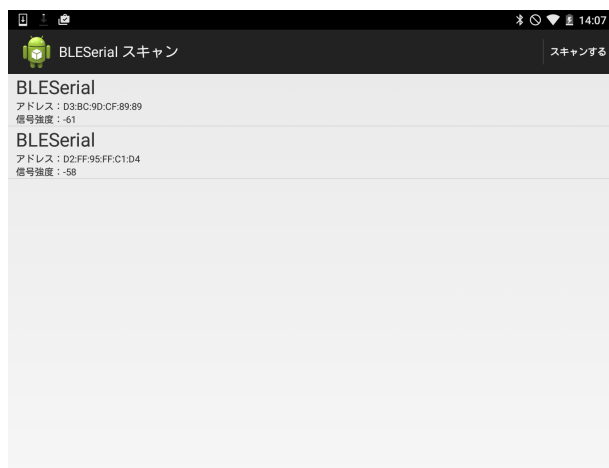 14:07
BLESerial スキャン
スキャンする
BLESerial
アドレス：D3:BC:9D:CF:89:89
信号強度：-61
BLESerial
アドレス：D2:FF:95:FF:C1:D4
信号強度：-58